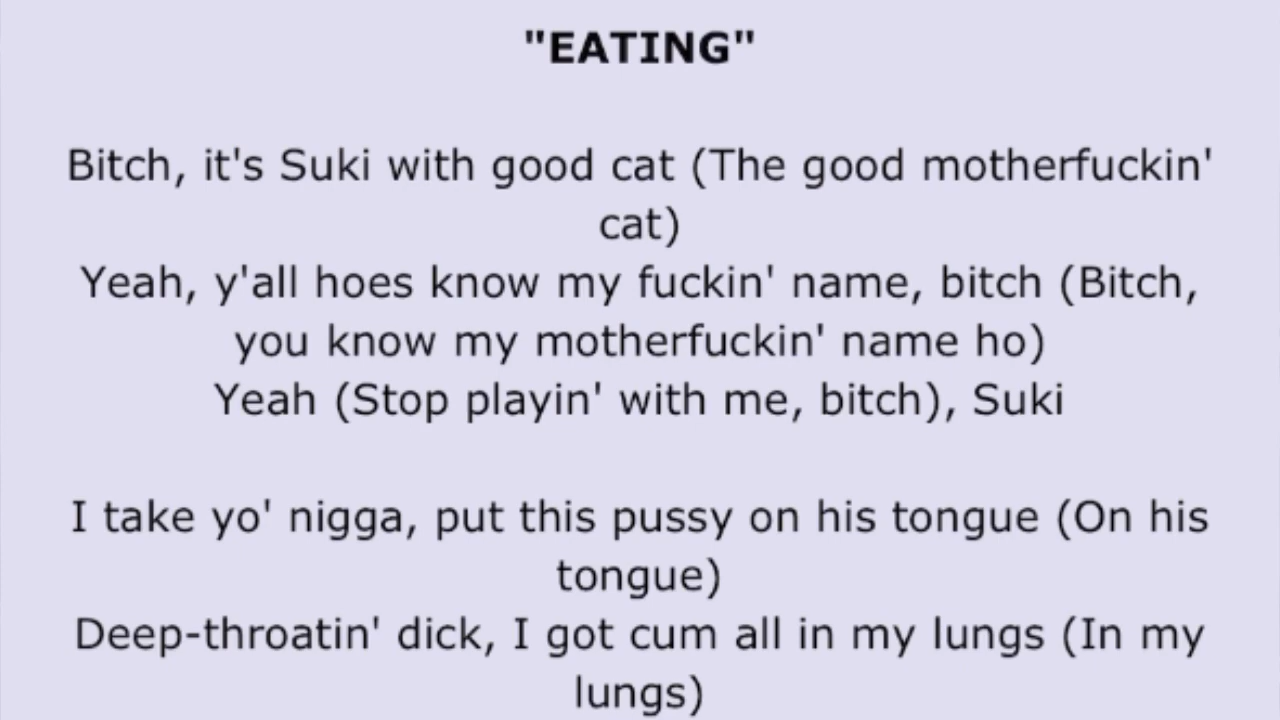 "EATING"
Bitch, it's Suki with good cat (The good motherfuckin'
cat)
Yeah, y'all hoes know my fuckin' name, bitch (Bitch,
you know my motherfuckin' name ho)
Yeah (Stop playin' with me, bitch), Suki
I take yo' nigga, put this pussy on his tongue (On his
tongue)
Deep-throatin' dick, I got cum all in my lungs (In my
lungs)